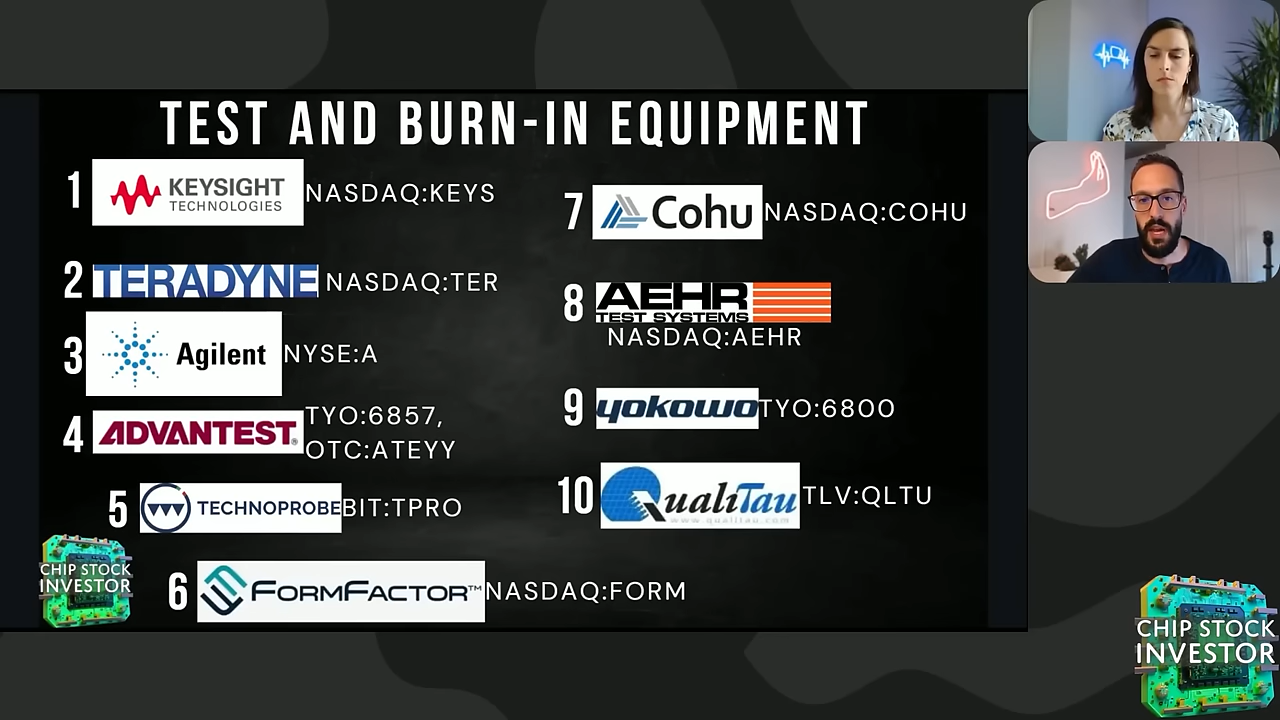 TEST AND BURN-IN EQUIPMENT
1 KEYSIGHT TECHNOLOGIES NASDAQ:KEYS
2 TERADYNE NASDAQ:TER
3 Agilent NYSE:A
4 ADVANTEST® TYO:6857, OTC:ATEYY
5 TECHNOPROBE BIT:TPRO
6 FORMFACTOR™ NASDAQ:FORM
7 Cohu NASDAQ:COHU
8 AEHR TEST SYSTEMS
NASDAQ:AEHR
9 yokowo TYO:6800
10 QualiTau www.qualitau.com TLV:QLTU
CHIP STOCK
INVESTOR
CHIP STOCK
INVESTOR